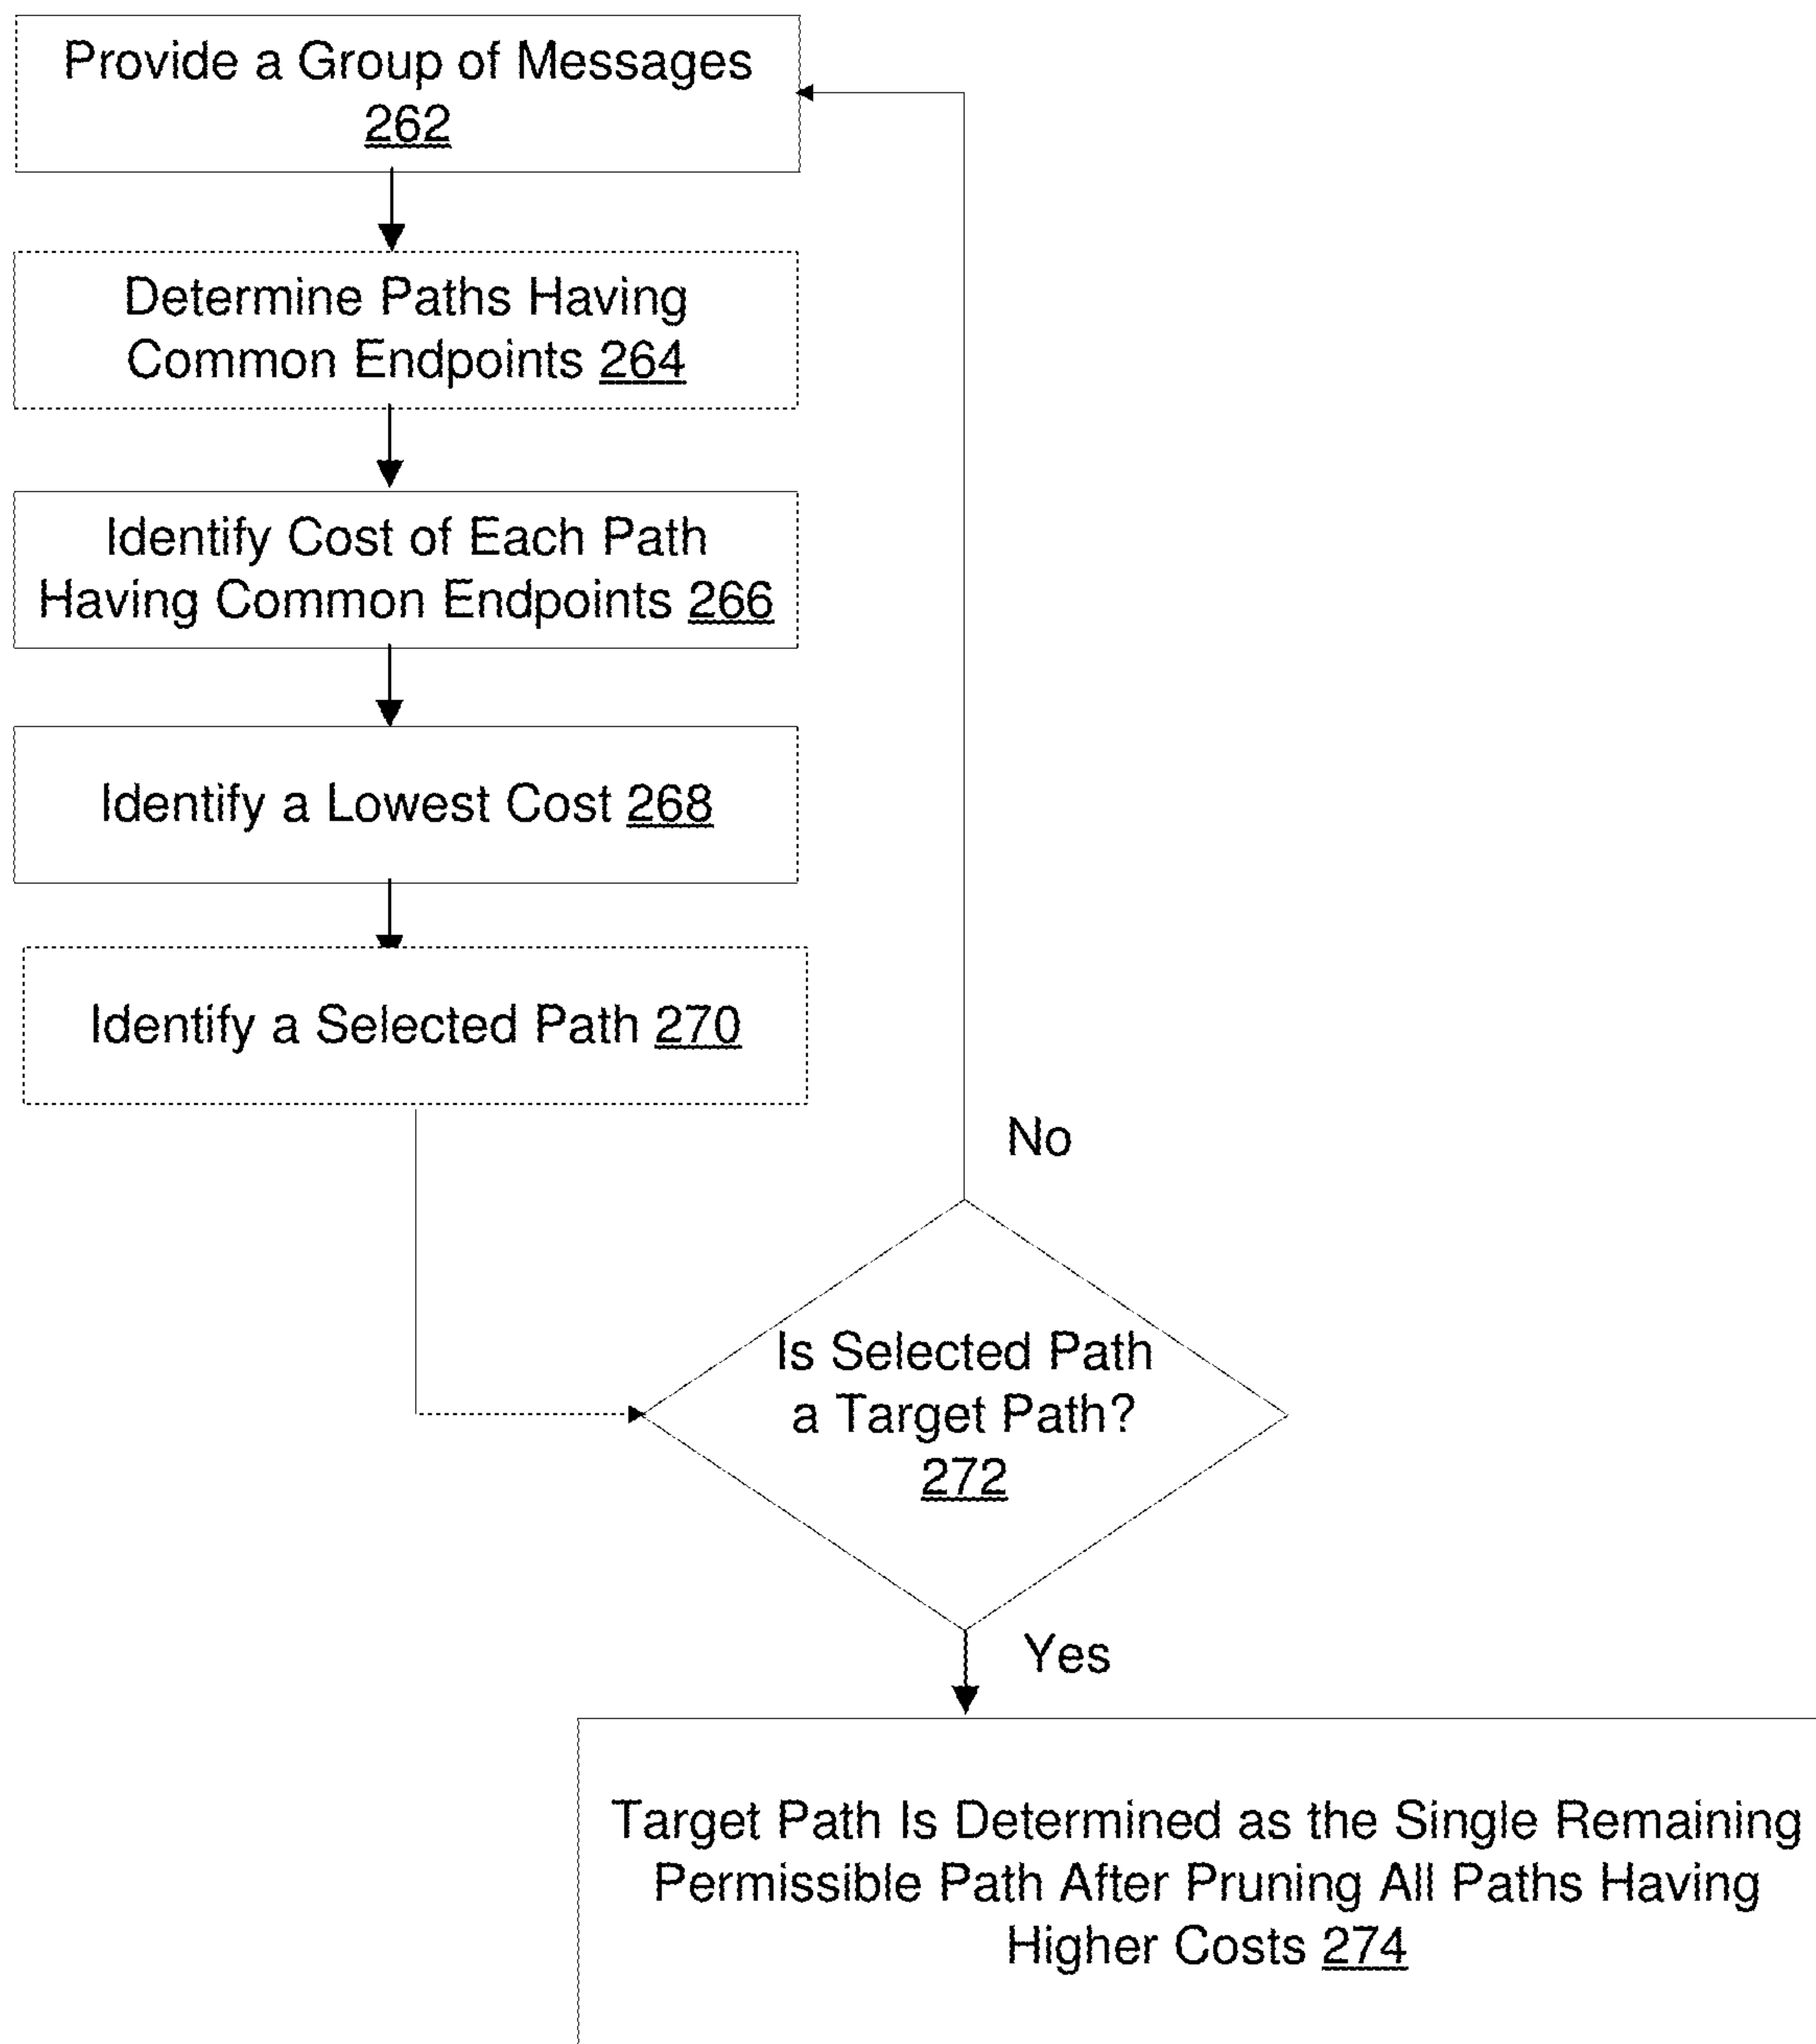 Provide a Group of Messages
262
Determine Paths Having
Common Endpoints 264
Identify Cost of Each Path
Having Common Endpoints 266
Identify a Lowest Cost 268
Identify a Selected Path 270
No
Is Selected Path
a Target Path?
272
Yes
Target Path Is Determined as the Single Remaining
Permissible Path After Pruning All Paths Having
Higher Costs 274